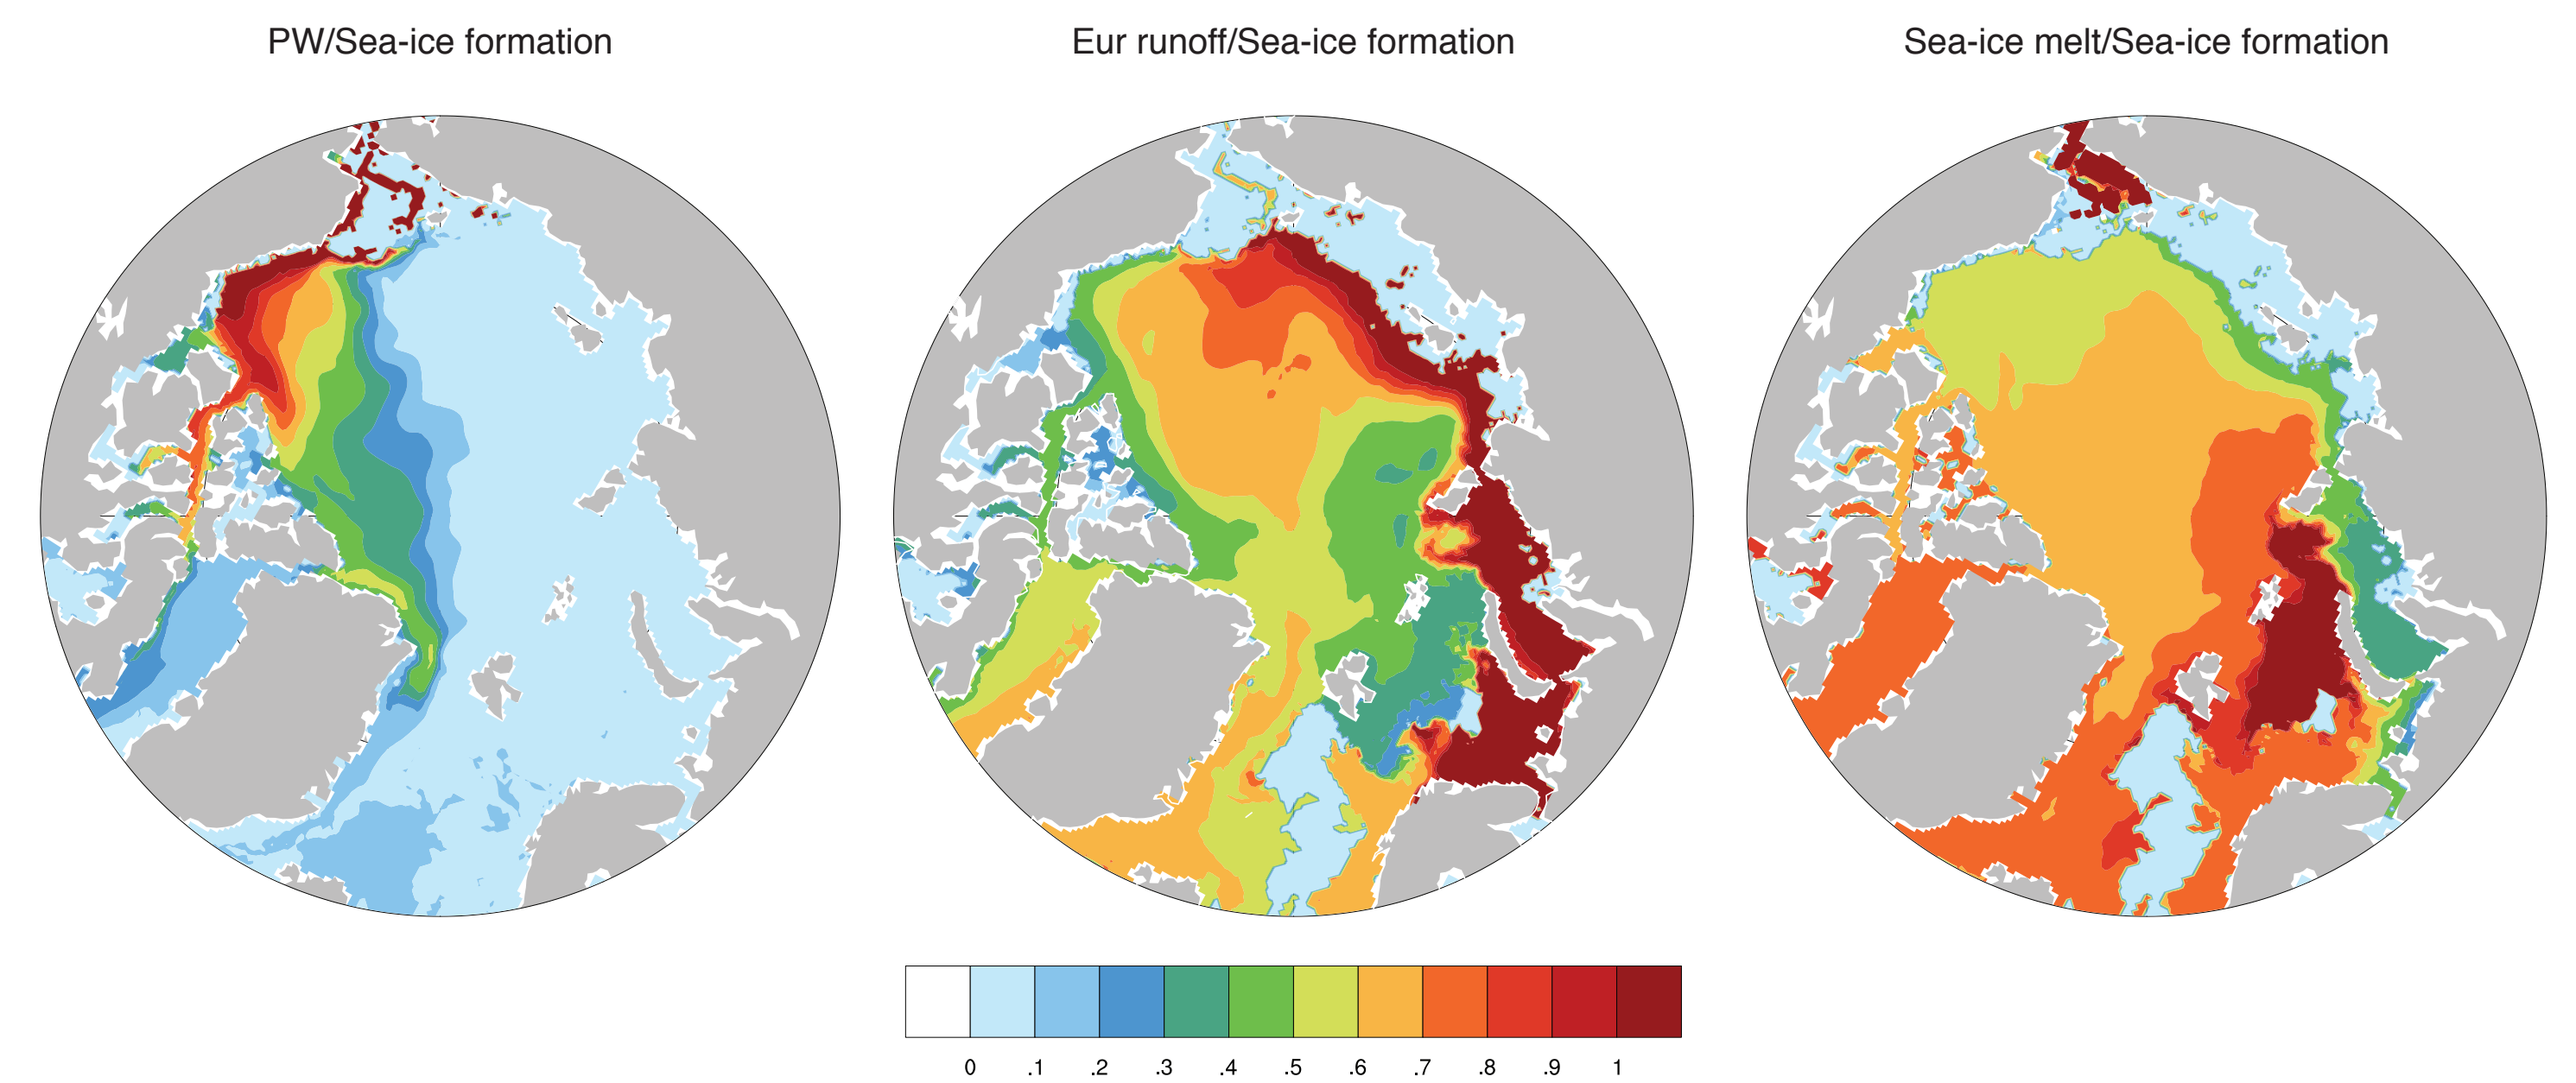 PW/Sea-ice formation
Eur runoff/Sea-ice formation
Sea-ice melt/Sea-ice formation
0 .1 .2 .3 .4 .5 .6 .7 .8 .9 1